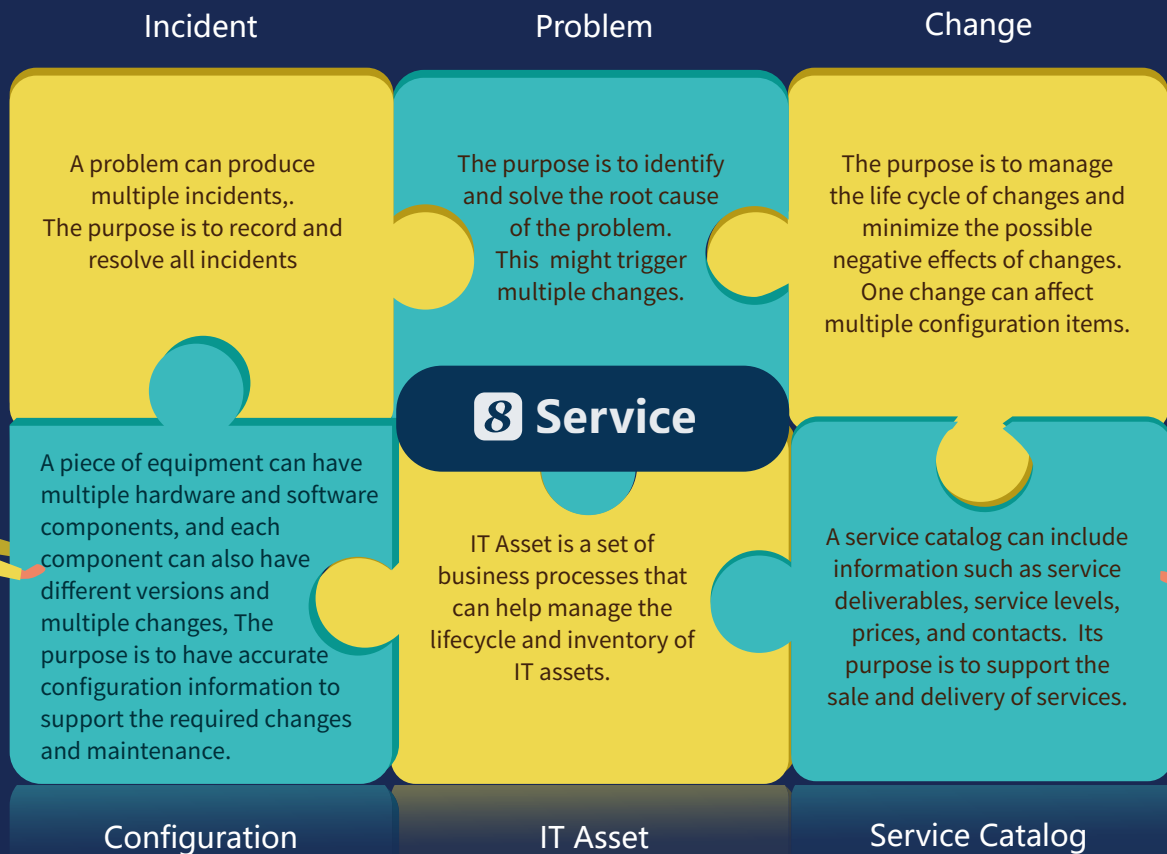 Incident
Problem
Change
A problem can produce
multiple incidents,.
The purpose is to record and
resolve all incidents
The purpose is to identify
and solve the root cause
of the problem.
This might trigger
multiple changes.
The purpose is to manage
the life cycle of changes and
minimize the possible
negative effects of changes.
One change can affect
multiple configuration items.
8 Service
A piece of equipment can have
multiple hardware and software
components, and each
component can also have
different versions and
multiple changes, The
purpose is to have accurate
configuration information to
support the required changes
and maintenance.
IT Asset is a set of
business processes that
can help manage the
lifecycle and inventory of
IT assets.
A service catalog can include
information such as service
deliverables, service levels,
prices, and contacts. Its
purpose is to support the
sale and delivery of services.
Configuration
IT Asset
Service Catalog